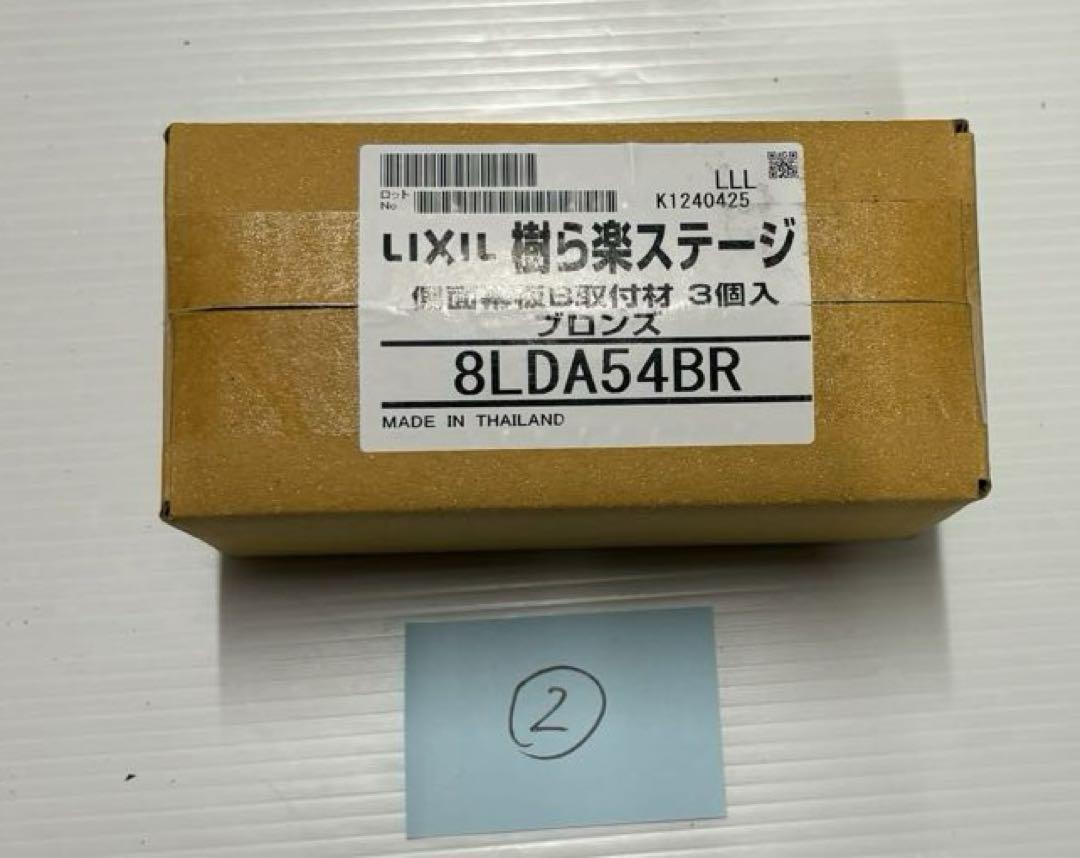 LLL
ロット
No
K1240425
LIXIL 樹ら楽ステージ
側面幕板B取付材 3個入
ブロンズ
8LDA54BR
MADE IN THAILAND
②